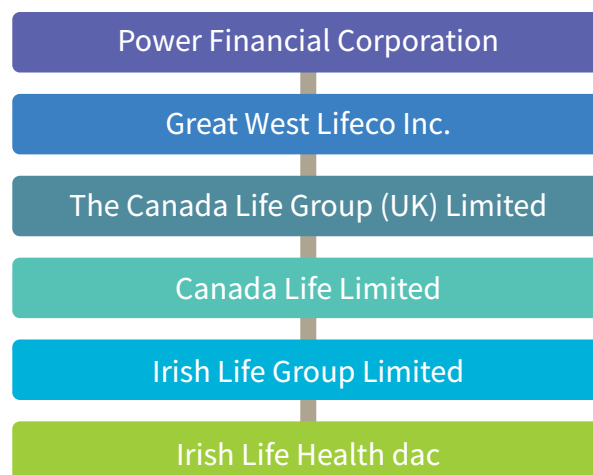 Power Financial Corporation
Great West Lifeco Inc.
The Canada Life Group (UK) Limited
Canada Life Limited
Irish Life Group Limited
Irish Life Health dac